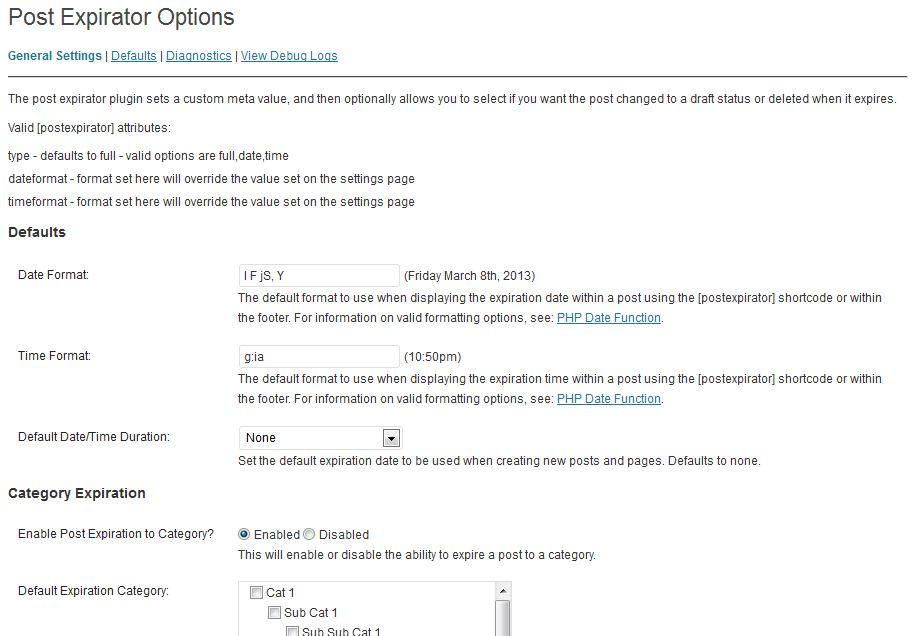 Post Expirator Options
General Settings | Defaults | Diagnostics | View Debug Logs
The post expirator plugin sets a custom meta value, and then optionally allows you to select if you want the post changed to a draft status or deleted when it expires.
Valid [postexpirator] attributes:
type - defaults to full - valid options are full,date,time
dateformat - format set here will override the value set on the settings page
timeformat - format set here will override the value set on the settings page
Defaults
Date Format:
l F jS, Y (Friday March 8th, 2013)
The default format to use when displaying the expiration date within a post using the [postexpirator] shortcode or within
the footer. For information on valid formatting options, see: PHP Date Function.
Time Format:
g:ia (10:50pm)
The default format to use when displaying the expiration time within a post using the [postexpirator] shortcode or within
the footer. For information on valid formatting options, see: PHP Date Function.
Default Date/Time Duration:
None
Set the default expiration date to be used when creating new posts and pages. Defaults to none.
Category Expiration
Enable Post Expiration to Category?
Enabled Disabled
This will enable or disable the ability to expire a post to a category.
Default Expiration Category:
Cat 1
Sub Cat 1
Sub Sub Cat 1